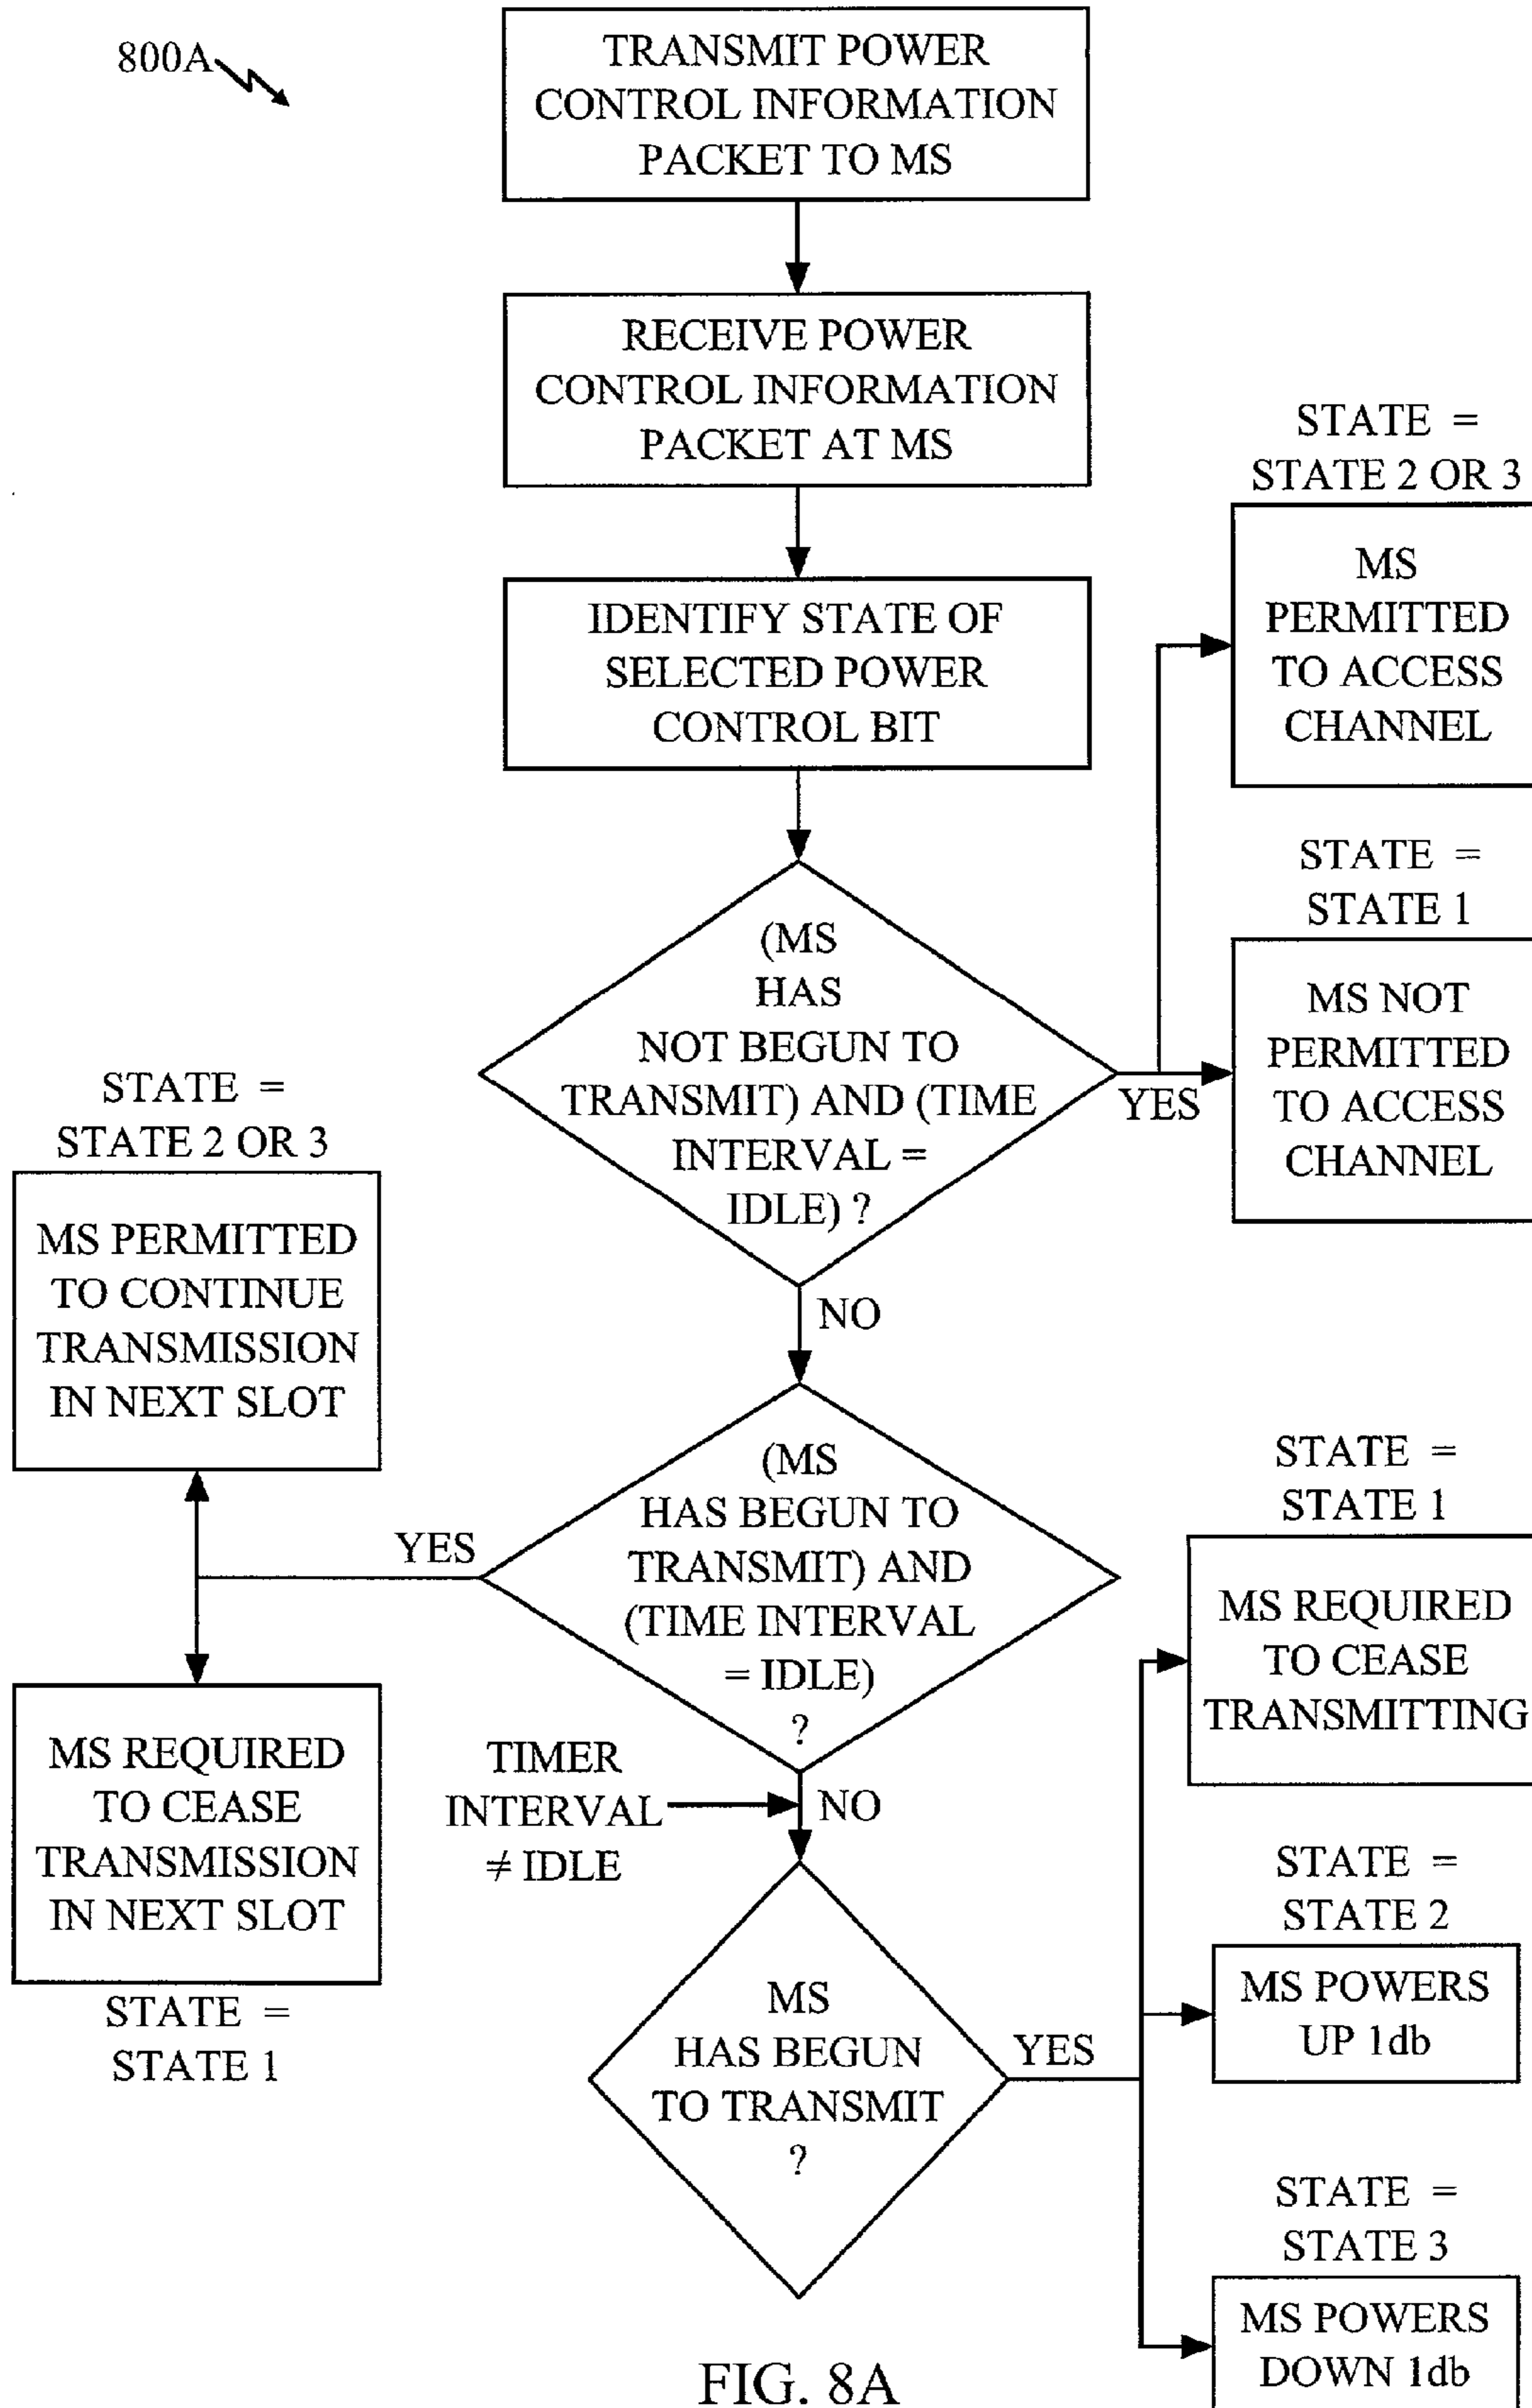 800A
TRANSMIT POWER
CONTROL INFORMATION
PACKET TO MS
RECEIVE POWER
CONTROL INFORMATION
PACKET AT MS
IDENTIFY STATE OF
SELECTED POWER
CONTROL BIT
STATE =
STATE 2 OR 3
MS
PERMITTED
TO ACCESS
CHANNEL
(MS
HAS
NOT BEGUN TO
TRANSMIT) AND (TIME
INTERVAL =
IDLE) ?
YES
STATE =
STATE 1
MS NOT
PERMITTED
TO ACCESS
CHANNEL
NO
STATE =
STATE 2 OR 3
MS PERMITTED
TO CONTINUE
TRANSMISSION
IN NEXT SLOT
YES
(MS
HAS BEGUN TO
TRANSMIT) AND
(TIME INTERVAL
= IDLE)
?
MS REQUIRED
TO CEASE
TRANSMISSION
IN NEXT SLOT
STATE =
STATE 1
TIMER
INTERVAL
≠ IDLE
NO
MS
HAS BEGUN
TO TRANSMIT
?
YES
STATE =
STATE 1
MS REQUIRED
TO CEASE
TRANSMITTING
STATE =
STATE 2
MS POWERS
UP 1db
STATE =
STATE 3
MS POWERS
DOWN 1db
FIG. 8A